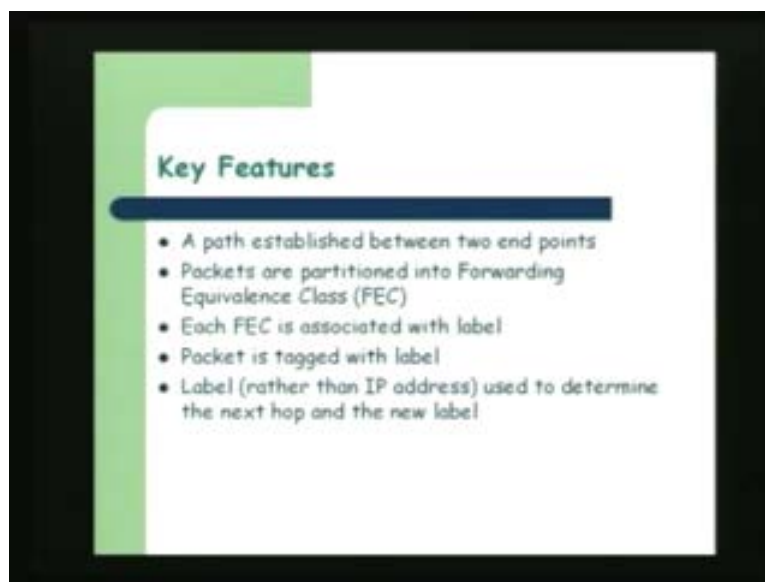 Key Features
• A path established between two end points
• Packets are partitioned into Forwarding
Equivalence Class (FEC)
• Each FEC is associated with label
• Packet is tagged with label
• Label (rather than IP address) used to determine
the next hop and the new label